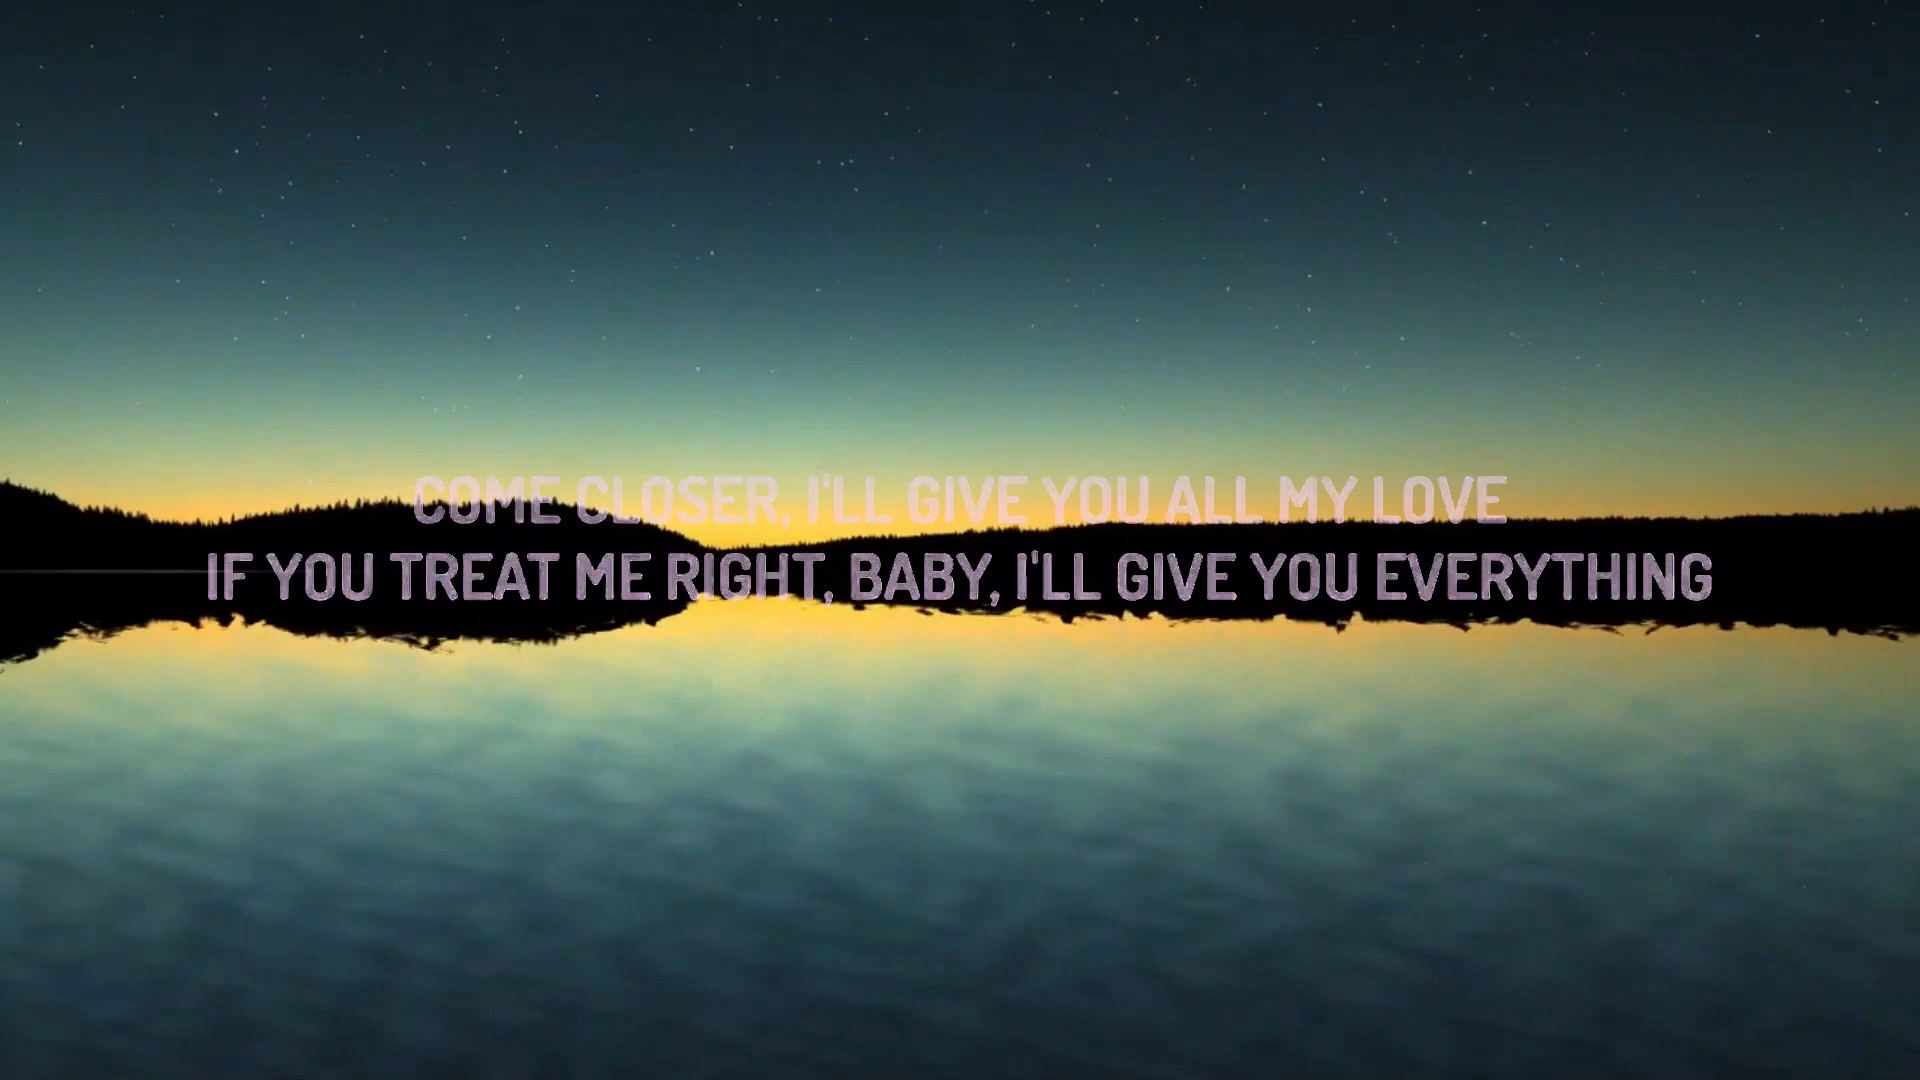 COME CLOSER, I'LL GIVE YOU ALL MY LOVE
IF YOU TREAT ME RIGHT, BABY, I'LL GIVE YOU EVERYTHING